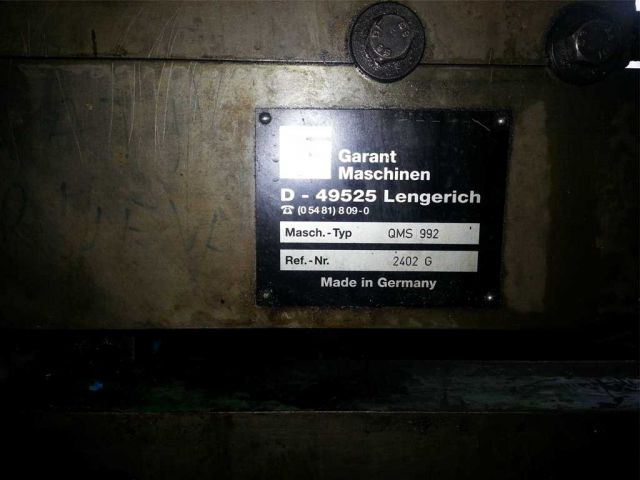 Garant
Maschinen
D - 49525 Lengerich
☎ (0 54 81) 8 09-0
Masch.-Typ QMS 992
Ref.-Nr. 2402 G
Made in Germany